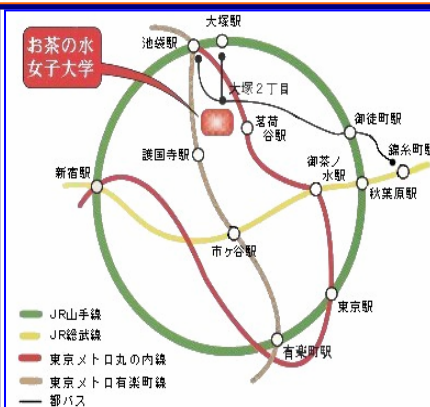 大塚駅
池袋駅
お茶の水
女子大学
大塚２丁目
茗荷
谷駅
御徒町駅
護国寺駅
御茶ノ
水駅
錦糸町駅
新宿駅
秋葉原駅
市ヶ谷駅
東京駅
有楽町駅
JR山手線
JR総武線
東京メトロ丸の内線
東京メトロ有楽町線
都バス